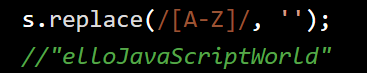 s.replace(/[A-Z]/, '');
//"elloJavaScriptWorld"